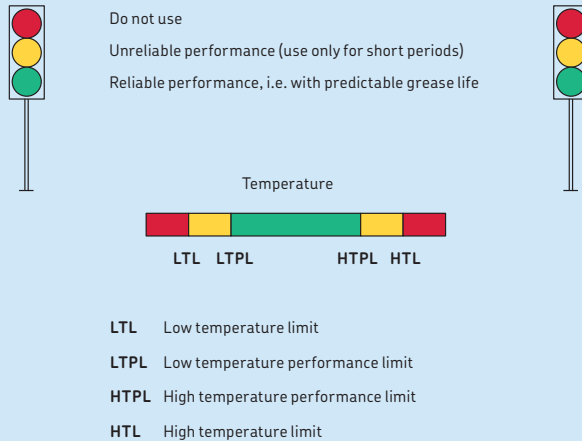 Do not use
Unreliable performance (use only for short periods)
Reliable performance, i.e. with predictable grease life
Temperature
LTL LTPL HTPL HTL
LTL Low temperature limit
LTPL Low temperature performance limit
HTPL High temperature performance limit
HTL High temperature limit